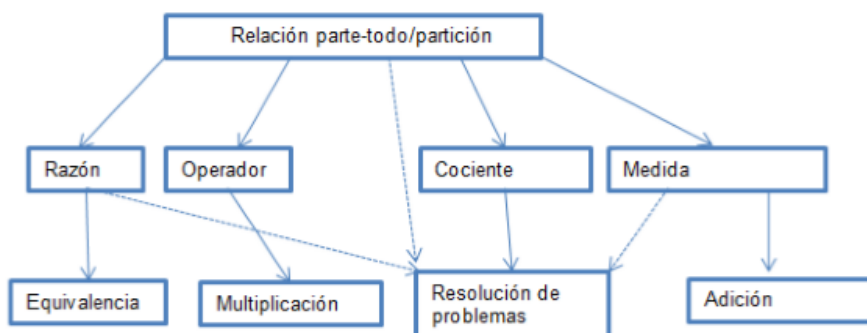 Relación parte-todo/partición
Razón
Operador
Cociente
Medida
Equivalencia
Multiplicación
Resolución de
problemas
Adición